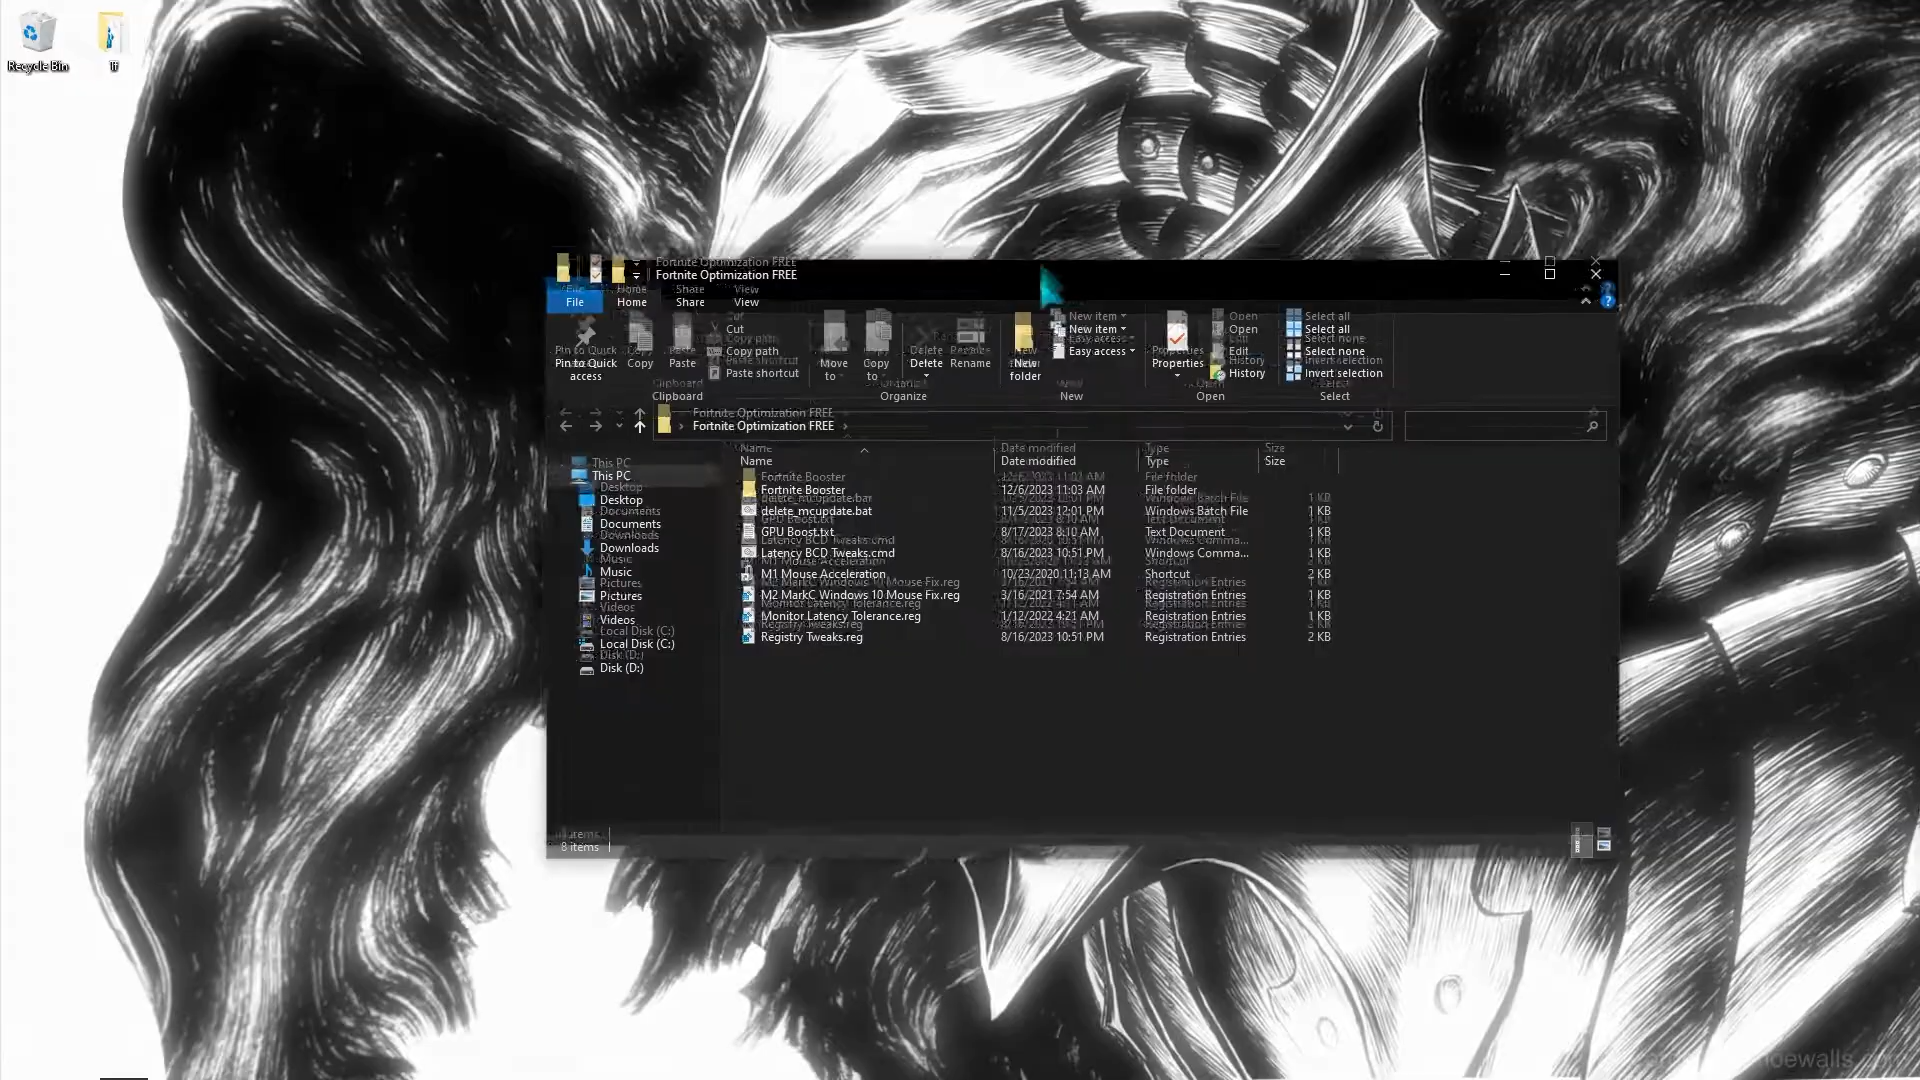 Recycle Bin
Fortnite Optimization FREE
File Home Share View
Pin to Quick access
Copy
Paste
Cut
Copy path
Paste shortcut
Clipboard
Move to
Copy to
Delete
Rename
Organize
New folder
New item
Easy access
New
Properties
Open
Edit
History
Open
Select all
Select none
Invert selection
Select
Fortnite Optimization FREE
Name Date modified Type Size
This PC
Desktop
Documents
Downloads
Music
Pictures
Videos
Local Disk (C:)
Disk (D:)
Fortnite Booster 12/6/2023 11:03 AM File folder
delete_mcupdate.bat 11/5/2023 12:01 PM Windows Batch File 1 KB
GPU Boost.txt 8/17/2023 8:10 AM Text Document 1 KB
Latency BCD Tweaks.cmd 8/16/2023 10:51 PM Windows Comma... 1 KB
M1 Mouse Acceleration 10/23/2020 11:13 AM Shortcut 2 KB
M2 MarkC Windows 10 Mouse Fix.reg 3/16/2021 7:54 AM Registration Entries 1 KB
Monitor Latency Tolerance.reg 1/12/2022 4:21 AM Registration Entries 1 KB
Registry Tweaks.reg 8/16/2023 10:51 PM Registration Entries 2 KB
8 items